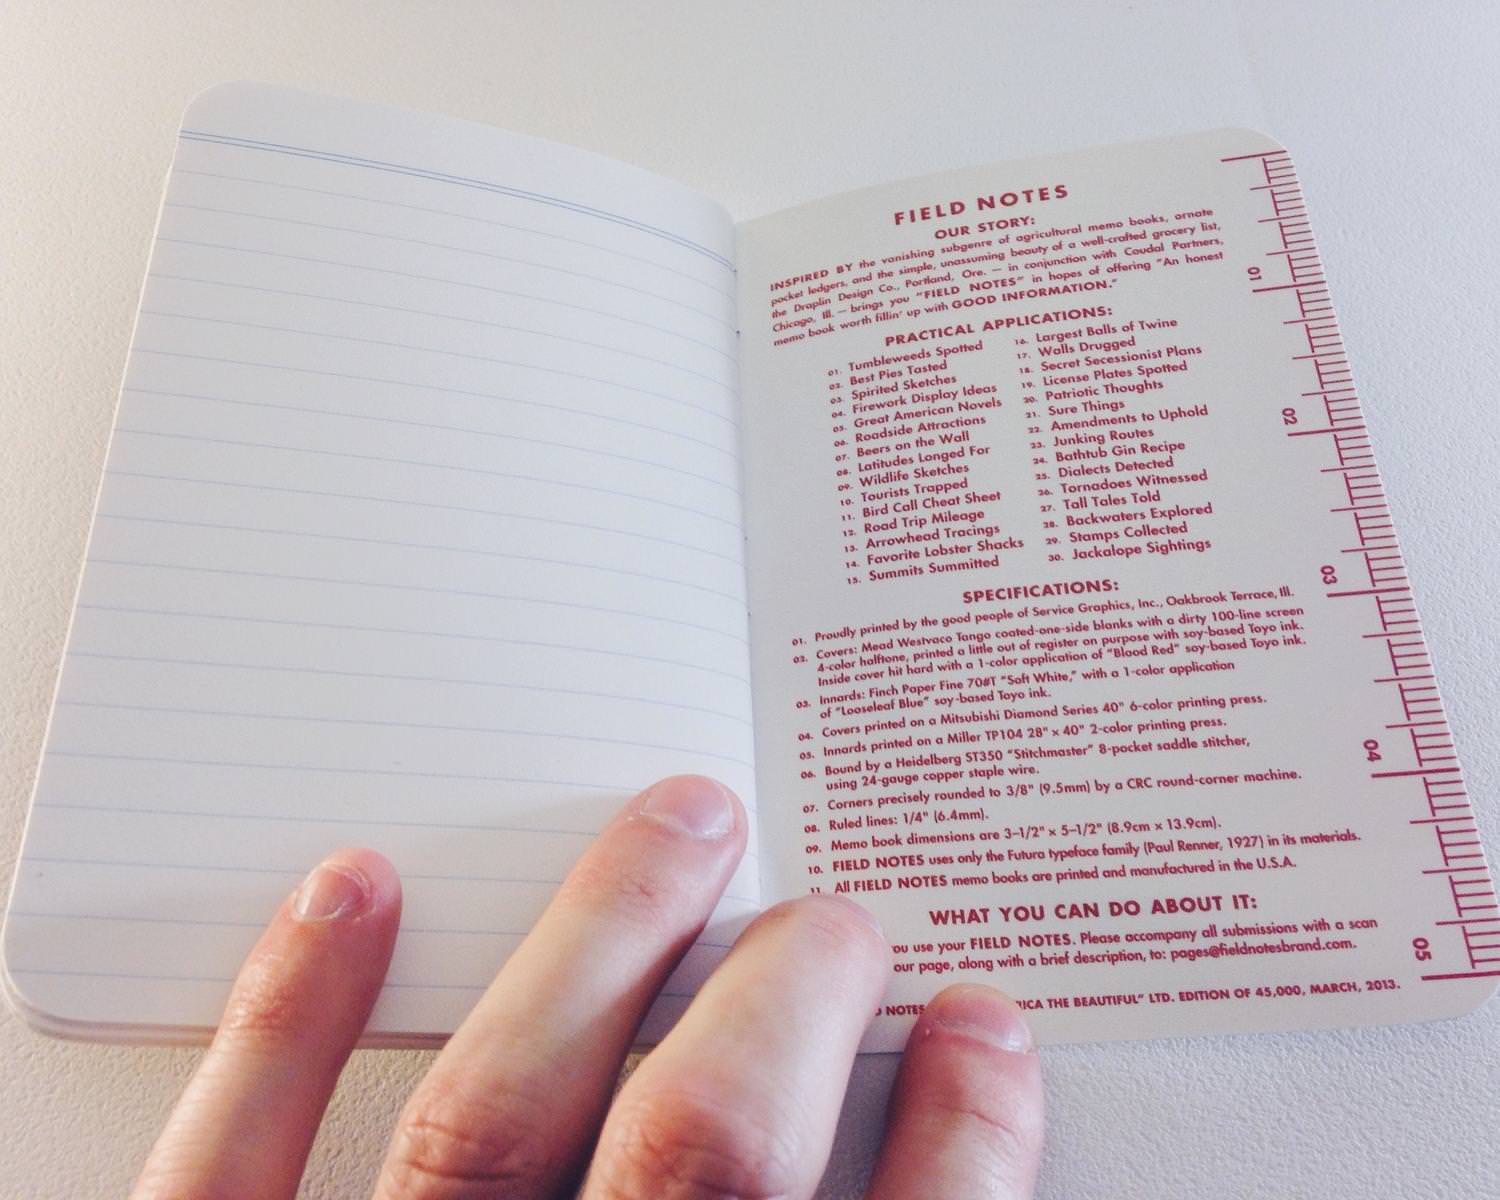 FIELD NOTES
OUR STORY:
INSPIRED BY the vanishing subgenre of agricultural memo books, ornate
pocket ledgers, and the simple, unassuming beauty of a well-crafted grocery list,
the Draplin Design Co., Portland, Ore. — in conjunction with Coudal Partners,
Chicago, Ill. — brings you "FIELD NOTES" in hopes of offering "An honest
memo book worth fillin' up with GOOD INFORMATION."
PRACTICAL APPLICATIONS:
01. Tumbleweeds Spotted
02. Best Pies Tasted
03. Spirited Sketches
04. Firework Display Ideas
05. Great American Novels
06. Roadside Attractions
07. Beers on the Wall
08. Latitudes Longed For
09. Wildlife Sketches
10. Tourists Trapped
11. Bird Call Cheat Sheet
12. Road Trip Mileage
13. Arrowhead Tracings
14. Favorite Lobster Shacks
15. Summits Summitted
16. Largest Balls of Twine
17. Walls Drugged
18. Secret Secessionist Plans
19. License Plates Spotted
20. Patriotic Thoughts
21. Sure Things
22. Amendments to Uphold
23. Junking Routes
24. Bathtub Gin Recipe
25. Dialects Detected
26. Tornadoes Witnessed
27. Tall Tales Told
28. Backwaters Explored
29. Stamps Collected
30. Jackalope Sightings
SPECIFICATIONS:
01. Proudly printed by the good people of Service Graphics, Inc., Oakbrook Terrace, Ill.
02. Covers: Mead Westvaco Tango coated-one-side blanks with a dirty 100-line screen
4-color halftone, printed a little out of register on purpose with soy-based Toyo ink.
Inside cover hit hard with a 1-color application of "Blood Red" soy-based Toyo ink.
03. Innards: Finch Paper Fine 70#T "Soft White," with a 1-color application
of "Looseleaf Blue" soy-based Toyo ink.
04. Covers printed on a Mitsubishi Diamond Series 40" 6-color printing press.
05. Innards printed on a Miller TP104 28" x 40" 2-color printing press.
06. Bound by a Heidelberg ST350 "Stitchmaster" 8-pocket saddle stitcher,
using 24-gauge copper staple wire.
07. Corners precisely rounded to 3/8" (9.5mm) by a CRC round-corner machine.
08. Ruled lines: 1/4" (6.4mm).
09. Memo book dimensions are 3–1/2" x 5–1/2" (8.9cm x 13.9cm).
10. FIELD NOTES uses only the Futura typeface family (Paul Renner, 1927) in its materials.
11. All FIELD NOTES memo books are printed and manufactured in the U.S.A.
WHAT YOU CAN DO ABOUT IT:
you use your FIELD NOTES. Please accompany all submissions with a scan
our page, along with a brief description, to: pages@fieldnotesbrand.com.
NOTES RICA THE BEAUTIFUL" LTD. EDITION OF 45,000, MARCH, 2013.
01
02
03
04
05